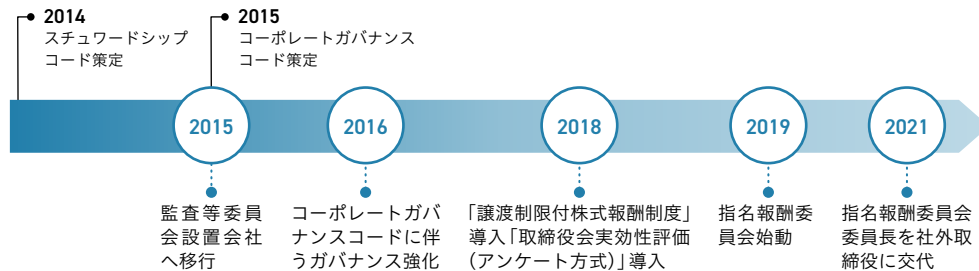 2014
スチュワードシップ
コード策定
2015
コーポレートガバナンス
コード策定
2015
2016
2018
2019
2021
監査等委員
会設置会社
へ移行
コーポレートガバ
ナンスコードに伴
うガバナンス強化
「譲渡制限付株式報酬制度」
導入「取締役会実効性評価
(アンケート方式)」導入
指名報酬委
員会始動
指名報酬委員会
委員長を社外取
締役に交代